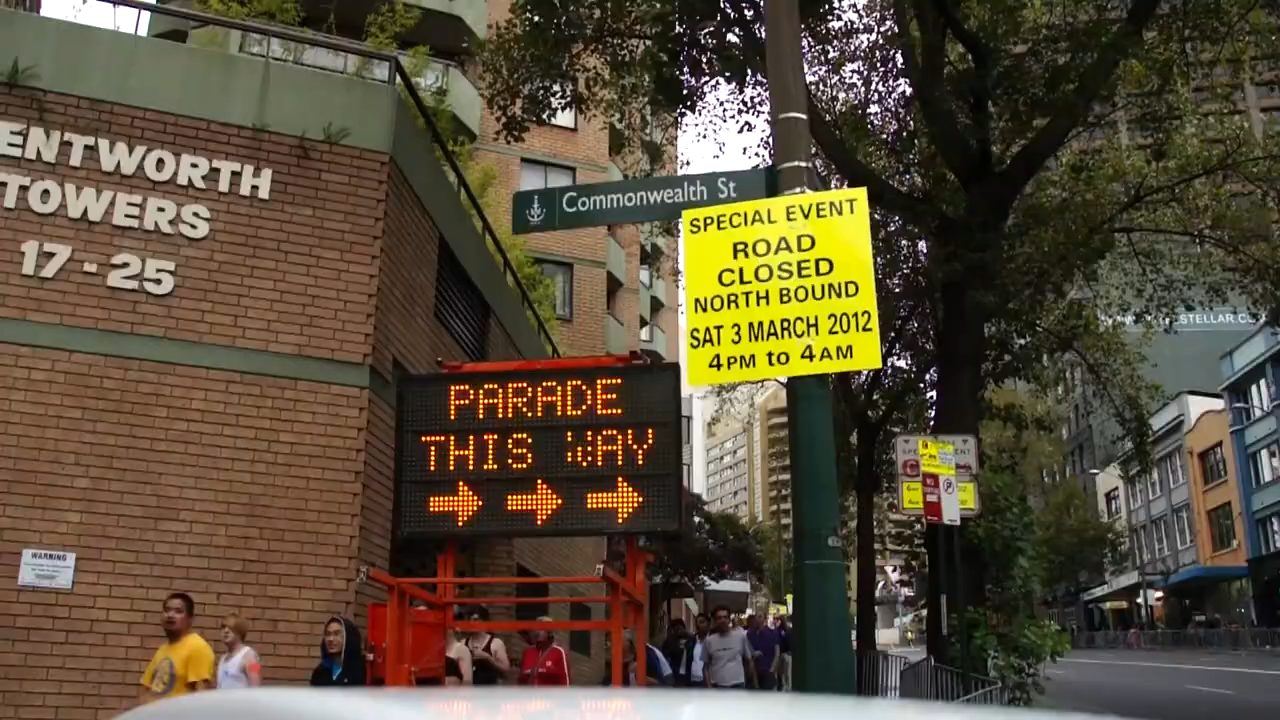 ENTWORTH
TOWERS
17-25
Commonwealth St
SPECIAL EVENT
ROAD
CLOSED
NORTH BOUND
SAT 3 MARCH 2012
4PM to 4AM
PARADE
THIS WAY
WARNING